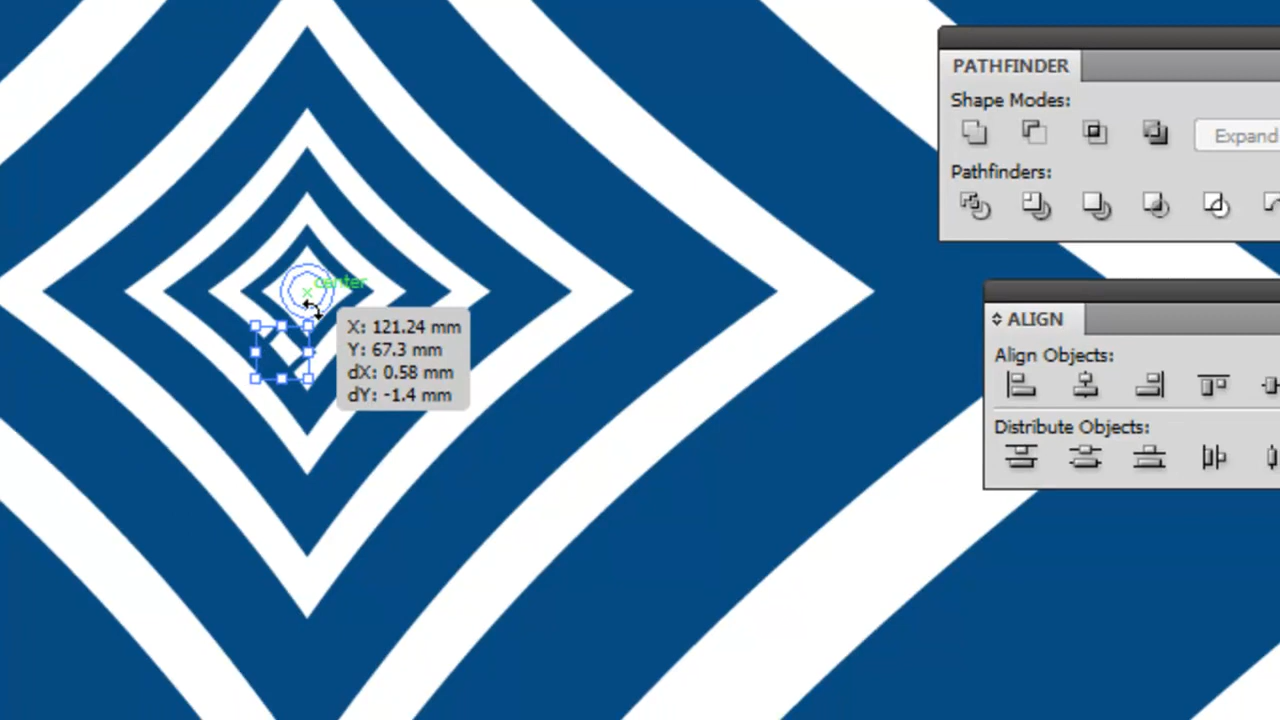 PATHFINDER
Shape Modes:
Expand
Pathfinders:
center
X: 121.24 mm
Y: 67.3 mm
dX: 0.58 mm
dY: -1.4 mm
ALIGN
Align Objects:
Distribute Objects: